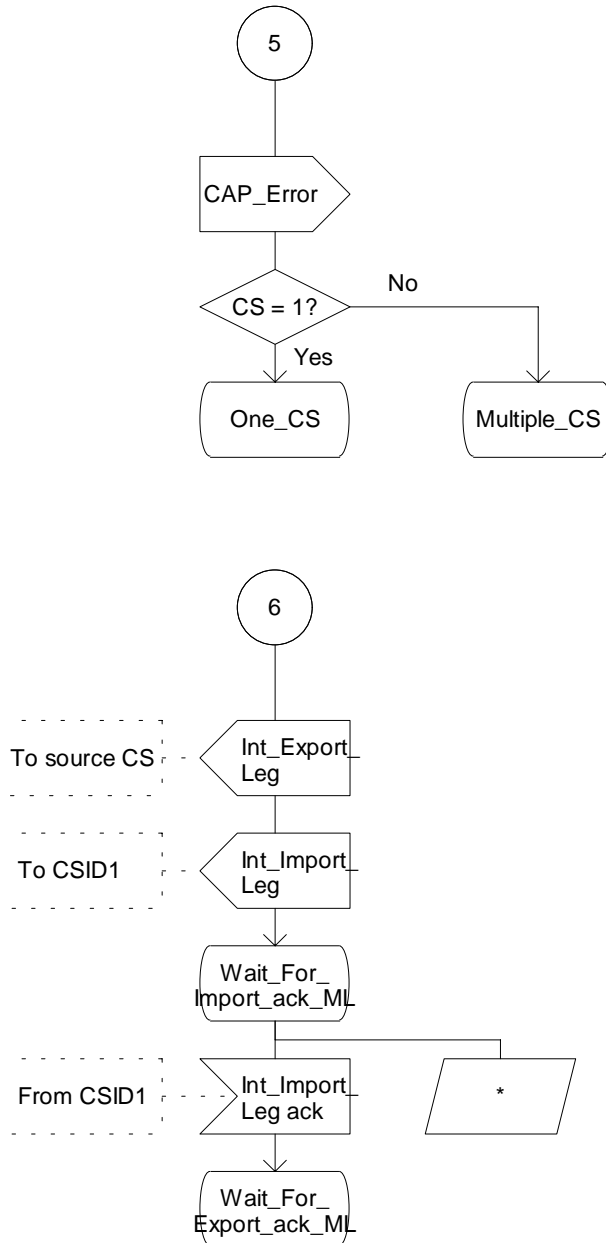 5
CAP_Error
CS = 1?
No
Yes
One_CS
Multiple_CS
6
To source CS
Int_Export_
Leg
To CSID1
Int_Import_
Leg
Wait_For_
Import_ack_ML
From CSID1
Int_Import_
Leg ack
*
Wait_For_
Export_ack_ML